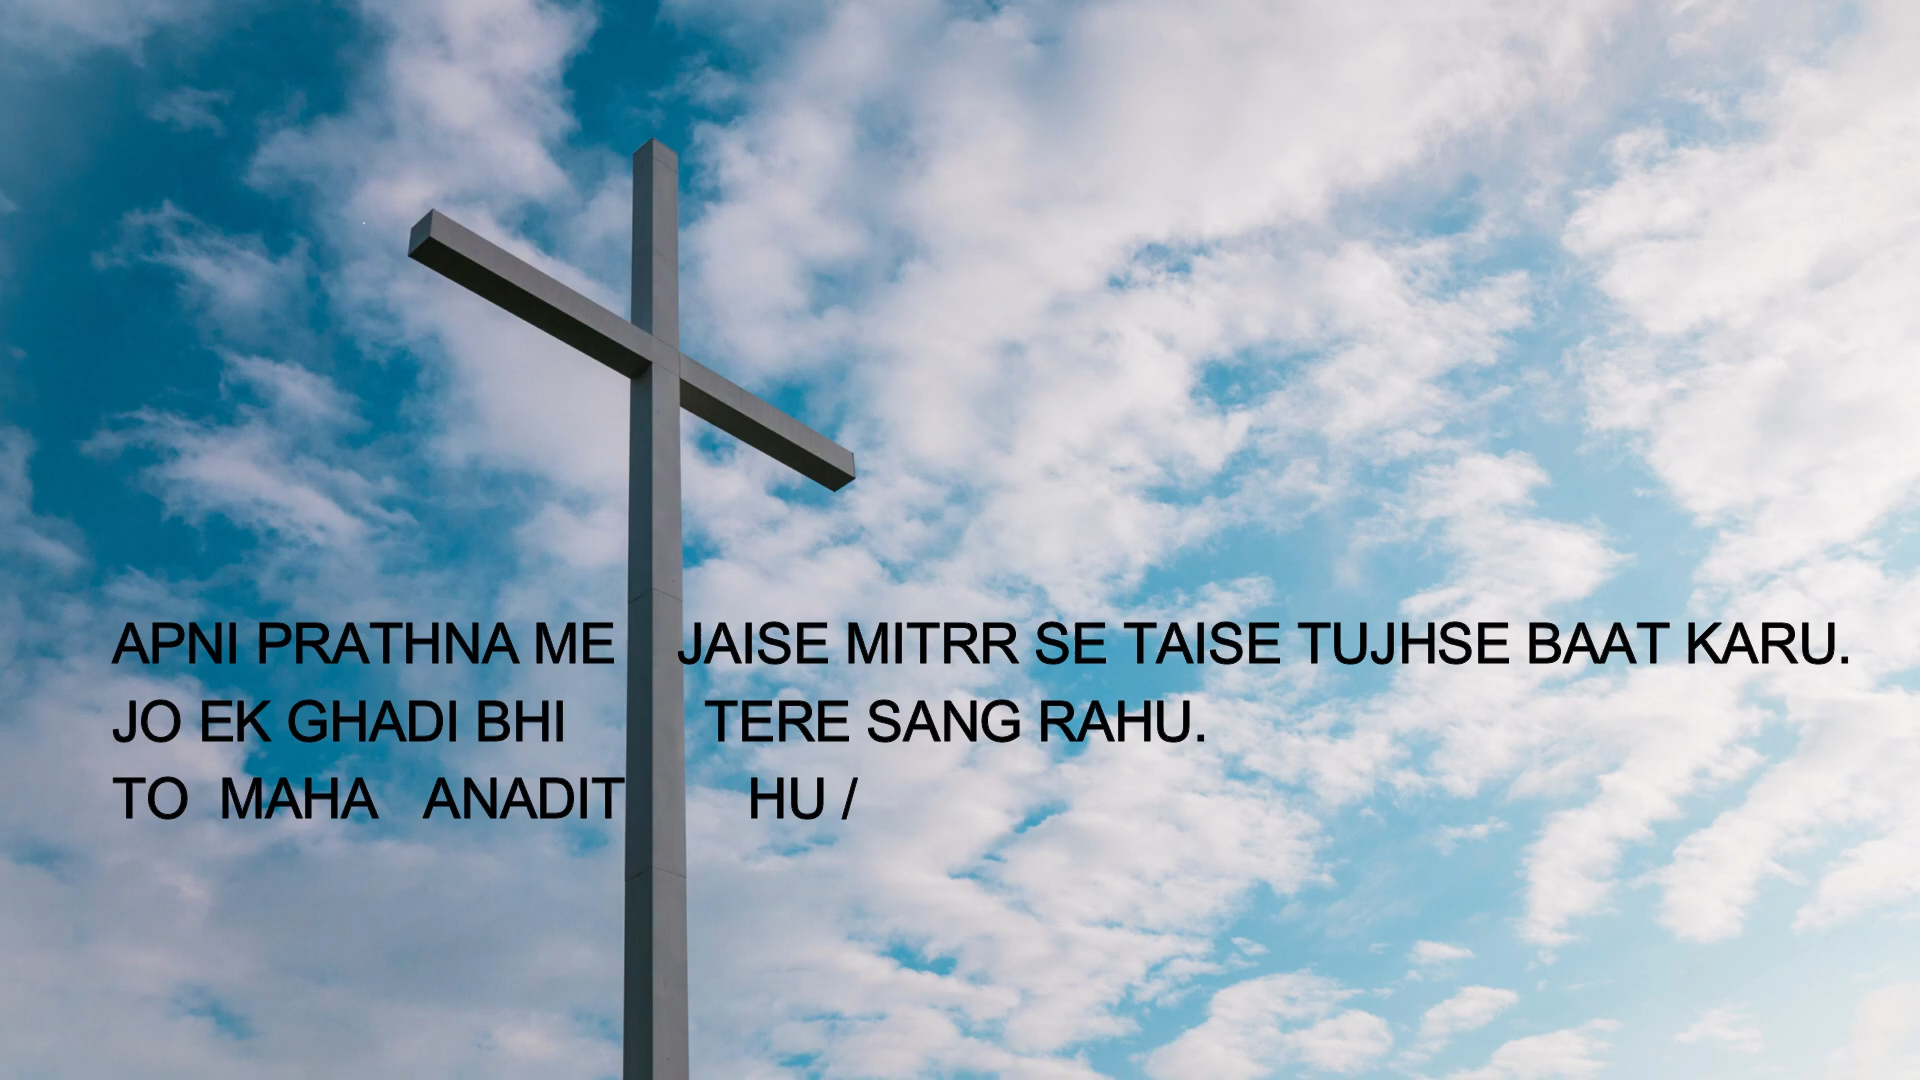 APNI PRATHNA ME JAISE MITRR SE TAISE TUJHSE BAAT KARU.
JO EK GHADI BHI TERE SANG RAHU.
TO MAHA ANADIT HU /